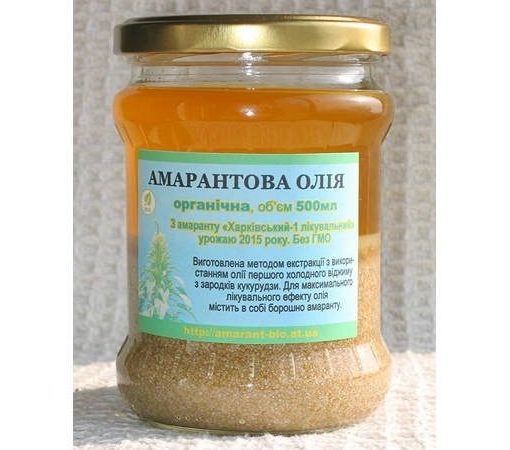 АМАРАНТОВА ОЛІЯ
органічна, об'єм 500мл
З амаранту «Харківський-1 лікувальний»
урожаю 2015 року. Без ГМО
Виготовлена методом екстракції з викори-
станням олії першого холодного віджиму
з зародків кукурудзи. Для максимального
лікувального ефекту олія
містить в собі борошно амаранту.
http://amarant-bio.at.ua